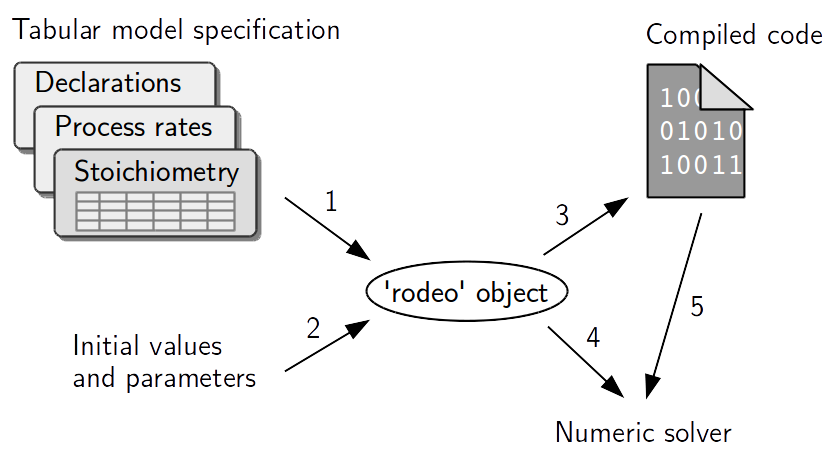 Tabular model specification
Declarations
Process rates
Stoichiometry
1
2
Initial values
and parameters
'rodeo' object
3
4
5
Compiled code
100
01010
10011
Numeric solver